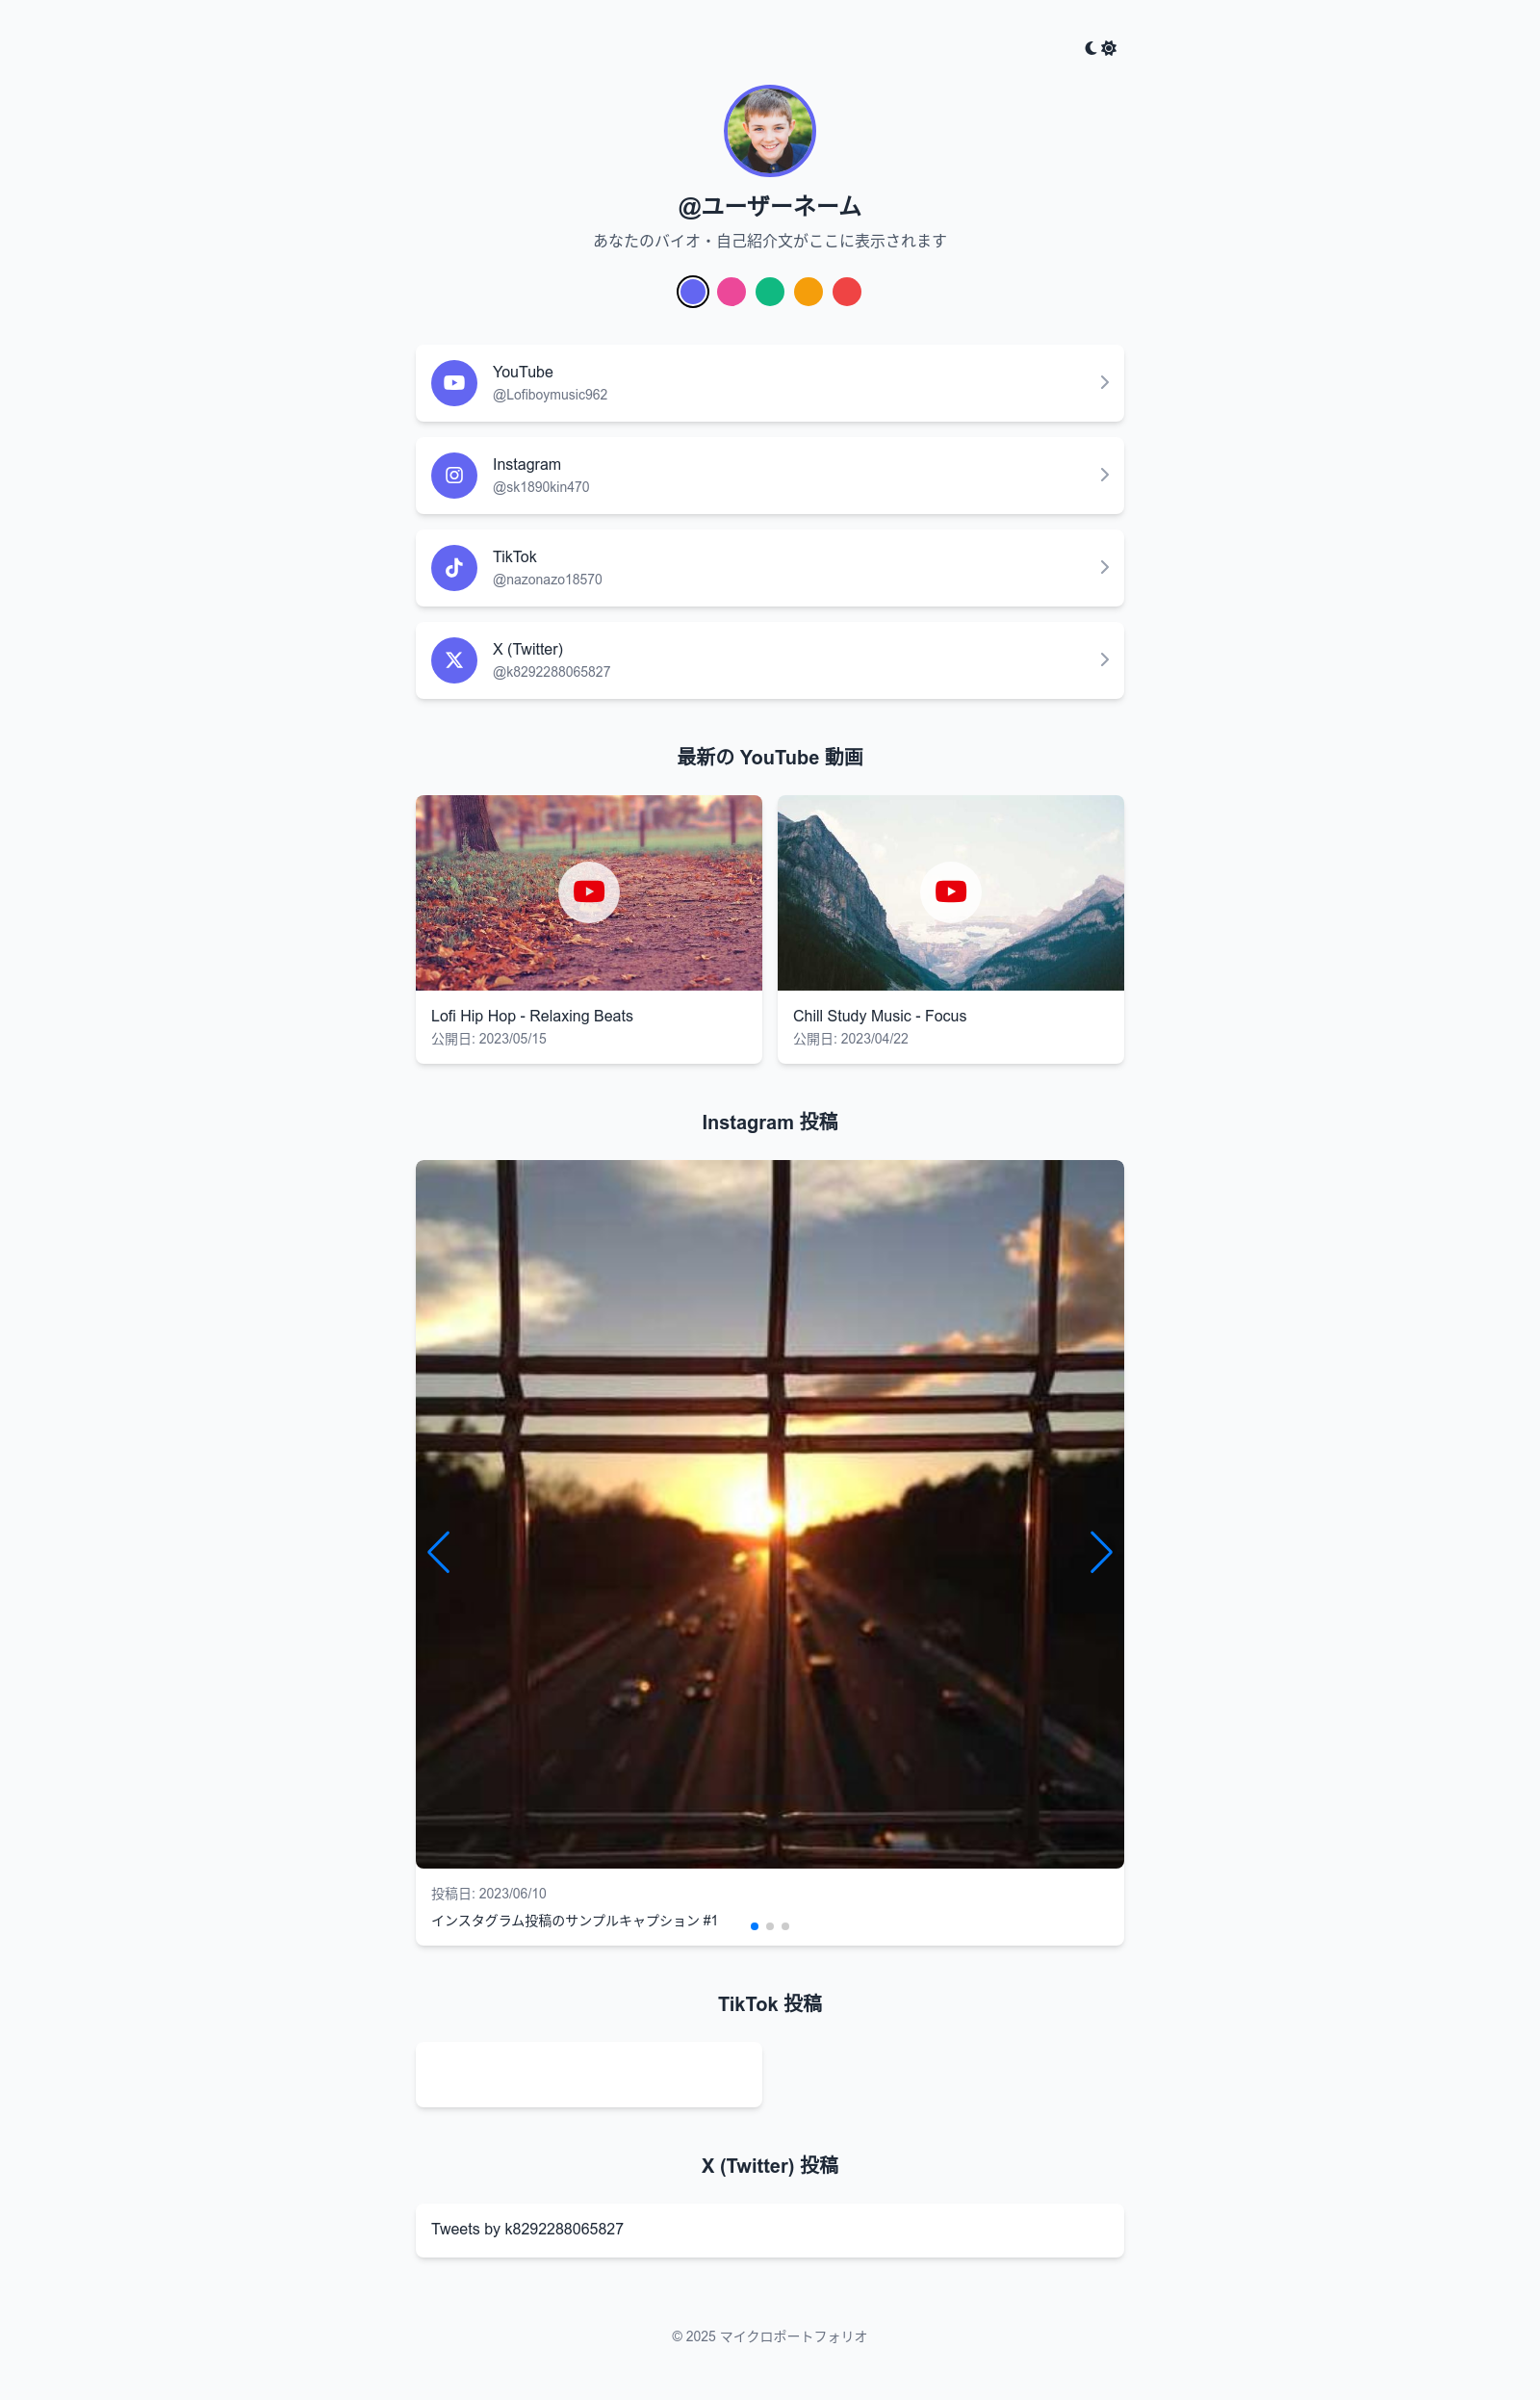 @ユーザーネーム
あなたのバイオ・自己紹介文がここに表示されます
YouTube
@Lofiboymusic962
Instagram
@sk1890kin470
TikTok
@nazonazo18570
X (Twitter)
@k8292288065827
最新の YouTube 動画
Lofi Hip Hop - Relaxing Beats
公開日: 2023/05/15
Chill Study Music - Focus
公開日: 2023/04/22
Instagram 投稿
投稿日: 2023/06/10
インスタグラム投稿のサンプルキャプション #1
TikTok 投稿
X (Twitter) 投稿
Tweets by k8292288065827
© 2025 マイクロポートフォリオ